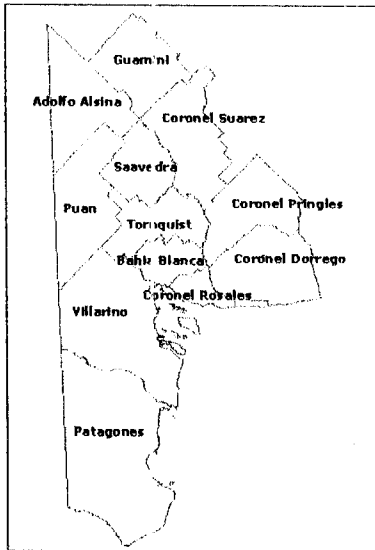 Guamini
Adolfo Alsina
Coronel Suarez
Saavedra
Puan
Coronel Pringles
Tornquist
Bahia Blanca
Coronel Dorrego
Coronel Rosales
Villarino
Patagones